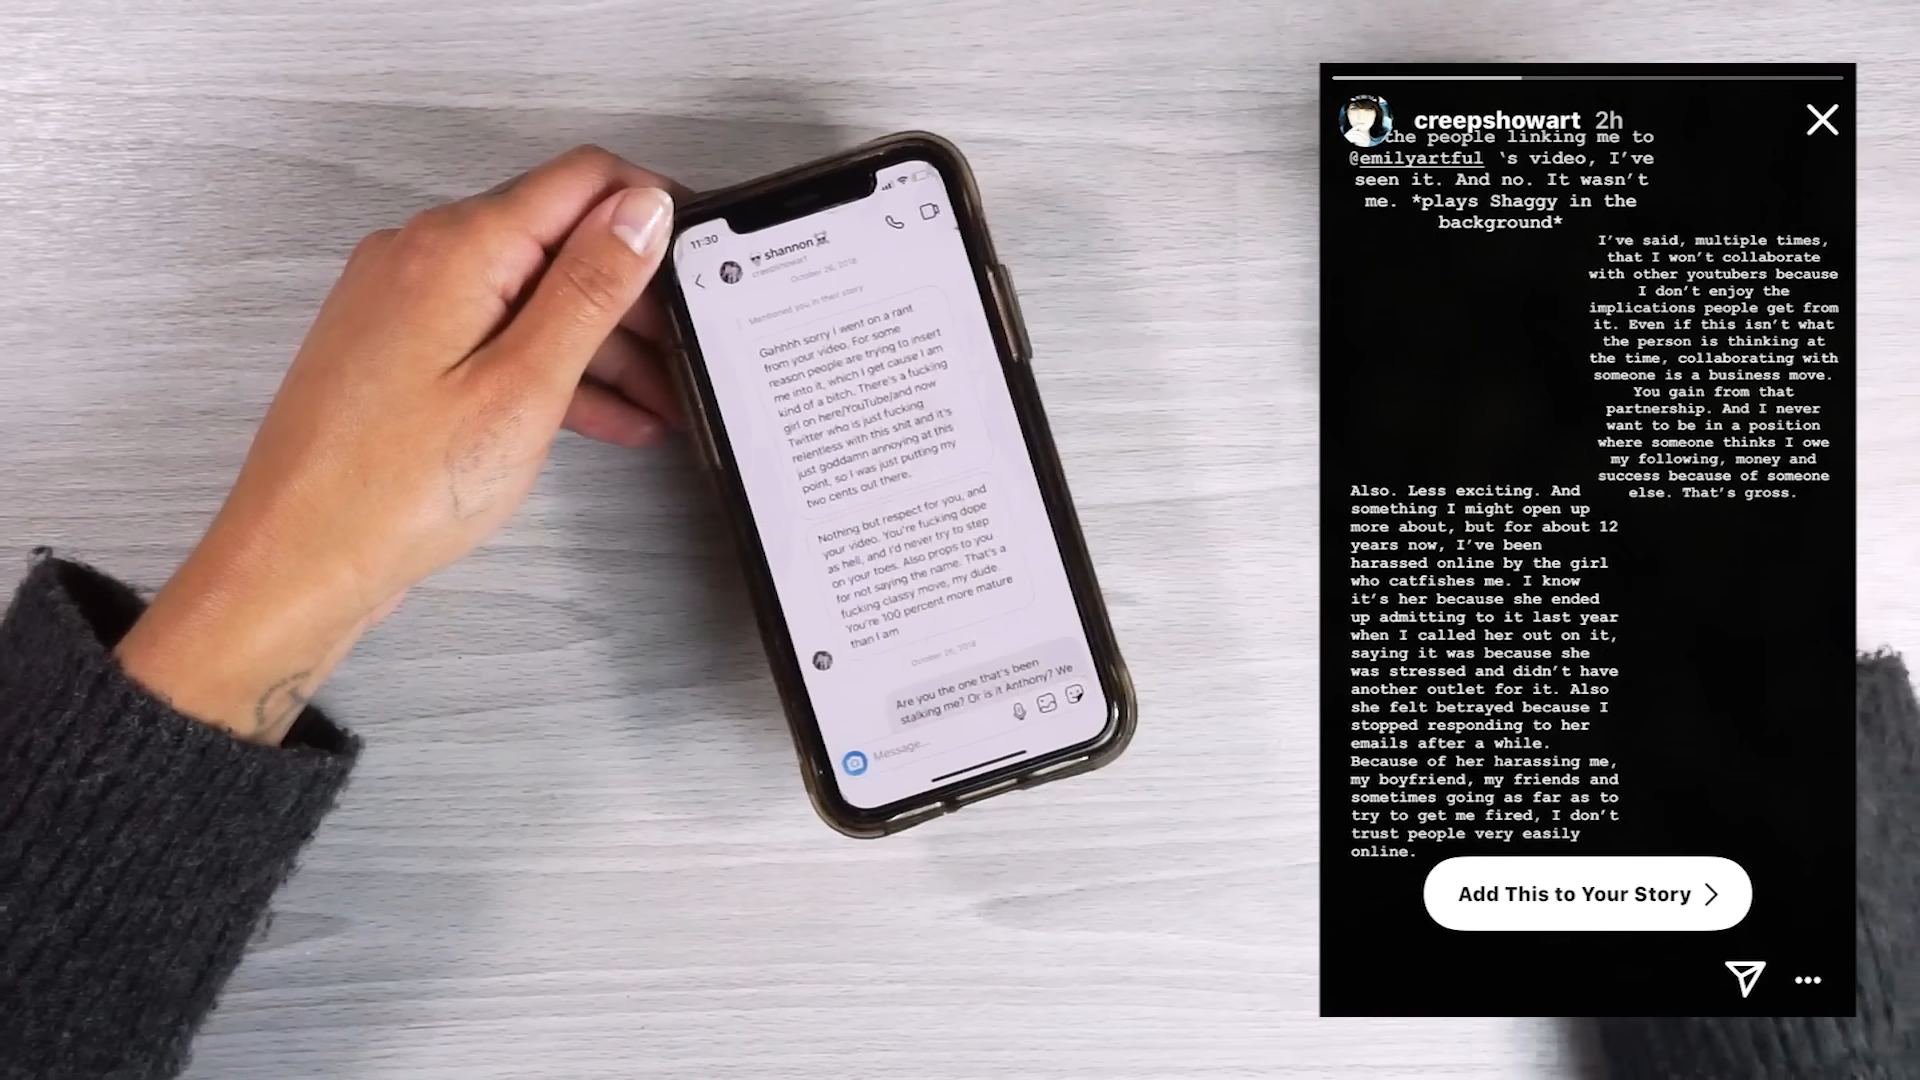 11:30
shannon
creepshowart
October 26, 2018
Mentioned you in their story
Gahhhh sorry I went on a rant
from your video. For some
reason people are trying to insert
me into it, which I get cause I am
kind of a bitch. There's a fucking
girl on here/YouTube/and now
Twitter who is just fucking
relentless with this shit and it's
just goddamn annoying at this
point, so I was just putting my
two cents out there.
Nothing but respect for you, and
your video. You're fucking dope
as hell, and I'd never try to step
on your toes. Also props to you
for not saying the name. That's a
fucking classy move, my dude.
You're 100 percent more mature
than I am
October 26, 2018
Are you the one that's been
stalking me? Or is it Anthony? We
Message...
creepshowart 2h
the people linking me to
@emilyartful ‛s video, I’ve
seen it. And no. It wasn’t
me. *plays Shaggy in the
background*
I’ve said, multiple times,
that I won’t collaborate
with other youtubers because
I don’t enjoy the
implications people get from
it. Even if this isn’t what
the person is thinking at
the time, collaborating with
someone is a business move.
You gain from that
partnership. And I never
want to be in a position
where someone thinks I owe
my following, money and
success because of someone
else. That’s gross.
Also. Less exciting. And
something I might open up
more about, but for about 12
years now, I’ve been
harassed online by the girl
who catfishes me. I know
it’s her because she ended
up admitting to it last year
when I called her out on it,
saying it was because she
was stressed and didn’t have
another outlet for it. Also
she felt betrayed because I
stopped responding to her
emails after a while.
Because of her harassing me,
my boyfriend, my friends and
sometimes going as far as to
try to get me fired, I don’t
trust people very easily
online.
Add This to Your Story